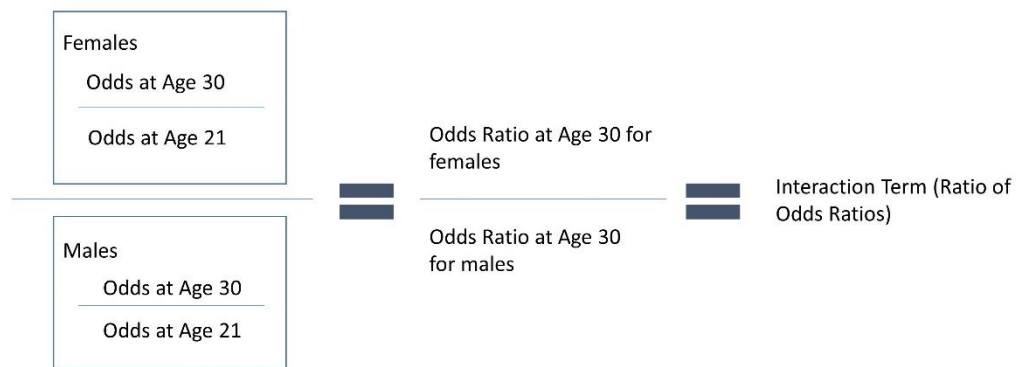 Females
Odds at Age 30
Odds at Age 21
Males
Odds at Age 30
Odds at Age 21
Odds Ratio at Age 30 for
females
Odds Ratio at Age 30
for males
Interaction Term (Ratio of
Odds Ratios)